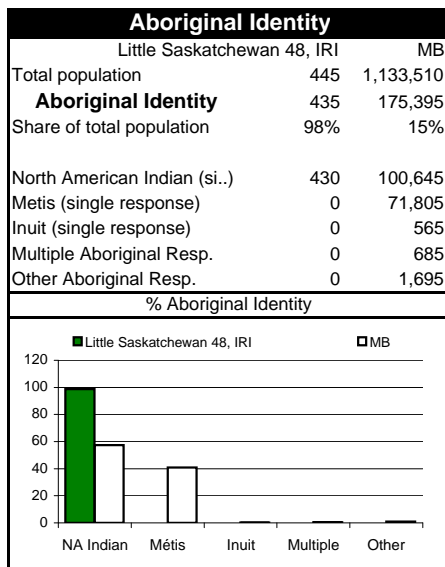 Aboriginal Identity
Little Saskatchewan 48, IRI MB
Total population 445 1,133,510
Aboriginal Identity 435 175,395
Share of total population 98% 15%
North American Indian (si..) 430 100,645
Metis (single response) 0 71,805
Inuit (single response) 0 565
Multiple Aboriginal Resp. 0 685
Other Aboriginal Resp. 0 1,695
% Aboriginal Identity
Little Saskatchewan 48, IRI MB
120
100
80
60
40
20
0
NA Indian Métis Inuit Multiple Other